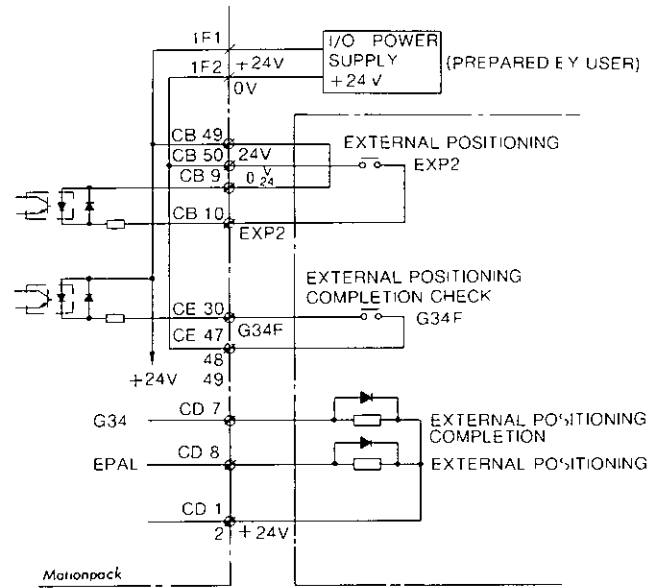 1F1
I/O POWER
SUPPLY
+24V
+24V
(PREPARED BY USER)
1F2
0V
CB 49
24V
EXTERNAL POSITIONING
CB 50
EXP2
CB 9
0 V 24
CB 10
EXP2
EXTERNAL POSITIONING
COMPLETION CHECK
CE 30
G34F
G34F
CE 47
48
49
+24V
CD 7
G34
EXTERNAL POSITIONING
COMPLETION
CD 8
EPAL
EXTERNAL POSITIONING
CD 1
2
+24V
Motionpack